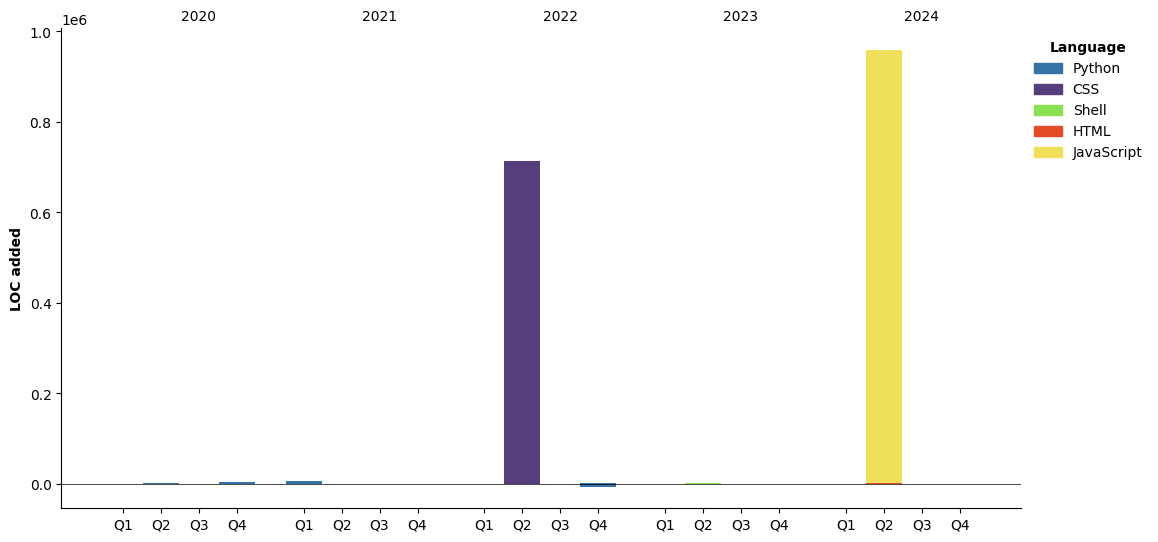 2020 2021 2022 2023 2024
1e6
1.0
0.8
0.6
0.4
0.2
0.0
LOC added
Q1 Q2 Q3 Q4 Q1 Q2 Q3 Q4 Q1 Q2 Q3 Q4 Q1 Q2 Q3 Q4 Q1 Q2 Q3 Q4
Language
Python
CSS
Shell
HTML
JavaScript